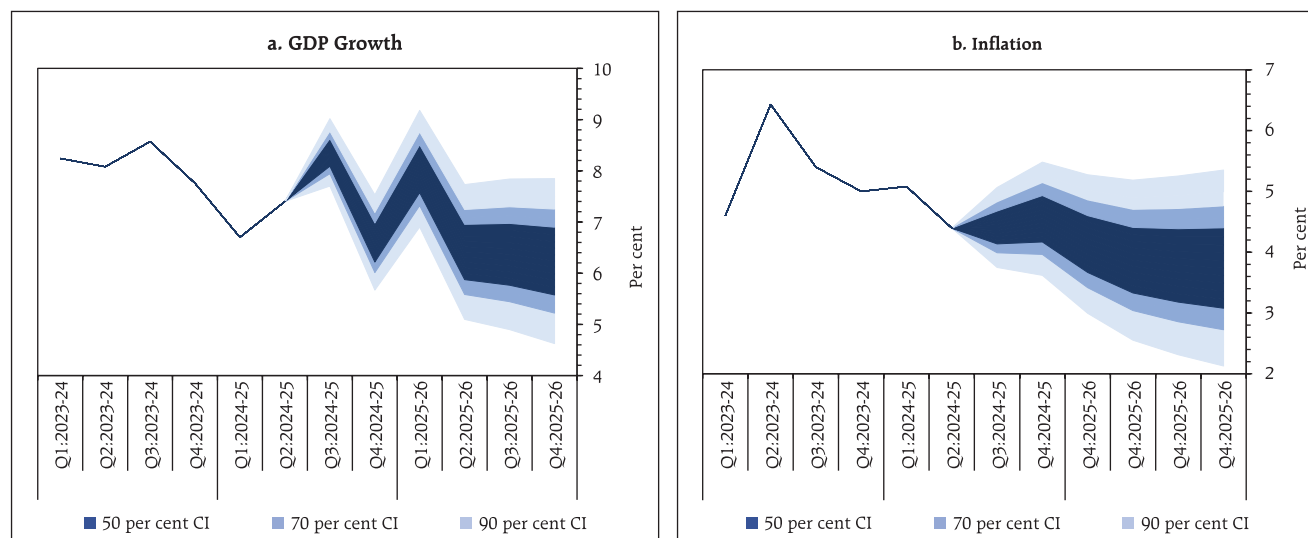 a. GDP Growth
10
9
8
7
6
5
4
Per cent
Q1:2023-24
Q2:2023-24
Q3:2023-24
Q4:2023-24
Q1:2024-25
Q2:2024-25
Q3:2024-25
Q4:2024-25
Q1:2025-26
Q2:2025-26
Q3:2025-26
Q4:2025-26
50 per cent CI
70 per cent CI
90 per cent CI
b. Inflation
7
6
5
4
3
2
Per cent
Q1:2023-24
Q2:2023-24
Q3:2023-24
Q4:2023-24
Q1:2024-25
Q2:2024-25
Q3:2024-25
Q4:2024-25
Q4:2025-26
Q4:2025-26
Q4:2025-26
Q4:2025-26
50 per cent CI
70 per cent CI
90 per cent CI